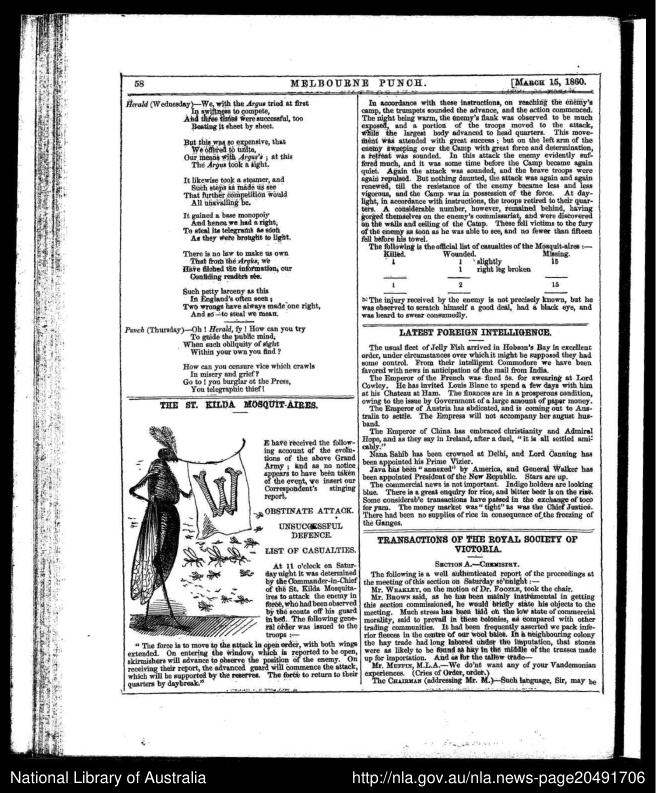 58
MELBOURNE PUNCH.
[MARCH 15, 1860.
Herald (Wednesday)—We, with the Argus tried at first
In swiftness to compete,
And three times were successful, too
Beating it sheet by sheet.
But this was so expensive, that
We offered to unite,
Our means with Argus's; at this
The Argus took a sight.
It likewise took a steamer, and
Such steps as made us see
That further competition would
All unavailing be.
It gained a base monopoly
And hence we had a right,
To steal its telegrams as soon
As they were brought to light.
There is no law to make us own
That from the Argus, we
Have filched the information, our
Confiding readers see.
Such petty larceny as this
In England's often seen;
Two wrongs have always made one right,
And so—to steal we mean.
Punch (Thursday)—Oh! Herald, fy! How can you try
To guide the public mind,
When such obliquity of sight
Within your own you find?
How can you censure vice which crawls
In misery and grief?
Go to! you burglar of the Press,
You telegraphic thief!
THE ST. KILDA MOSQUIT-AIRES.
W
E have received the follow-
ing account of the evolu-
tions of the above Grand
Army; and as no notice
appears to have been taken
of the event, we insert our
Correspondent's stinging
report.
OBSTINATE ATTACK.
UNSUCCESSFUL
DEFENCE.
LIST OF CASUALTIES.
At 11 o'clock on Satur-
day night it was determined
by the Commander-in-Chief
of the St. Kilda Mosquita-
ires to attack the enemy in
force, who had been observed
by the scouts off his guard
in bed. The following gene-
ral order was issued to the
troops:—
"The force is to move to the attack in open order, with both wings
extended. On entering the window, which is reported to be open,
skirmishers will advance to observe the position of the enemy. On
receiving their report, the advanced guard will commence the attack,
which will be supported by the reserves. The force to return to their
quarters by daybreak."
In accordance with these instructions, on reaching the enemy's
camp, the trumpets sounded the advance, and the action commenced.
The night being warm, the enemy's flank was observed to be much
exposed, and a portion of the troops moved to the attack,
while the largest body advanced to head quarters. This move-
ment was attended with great success; but on the left arm of the
enemy sweeping over the Camp with great force and determination,
a retreat was sounded. In this attack the enemy evidently suf-
fered much, and it was some time before the Camp became again
quiet. Again the attack was sounded, and the brave troops were
again repulsed. But nothing daunted, the attack was again and again
renewed, till the resistance of the enemy became less and less
vigorous, and the Camp was in possession of the force. At day-
light, in accordance with instructions, the troops retired to their quar-
ters. A considerable number, however, remained behind, having
gorged themselves on the enemy's commissariat, and were discovered
on the walls and ceiling of the Camp. These fell victims to the fury
of the enemy as soon as he was able to see, and no fewer than fifteen
fell before his towel.
The following is the official list of casualties of the Mosquit-aires:—
Killed. Wounded. Missing.
1 1 slightly 15
1 right leg broken
1 2 15
The injury received by the enemy is not precisely known, but he
was observed to scratch himself a good deal, had a black eye, and
was heard to swear consumedly.
LATEST FOREIGN INTELLIGENCE.
The usual fleet of Jelly Fish arrived in Hobson's Bay in excellent
order, under circumstances over which it might be supposed they had
some control. From their intelligent Commodore we have been
favored with news in anticipation of the mail from India.
The Emperor of the French was fined 5s. for swearing at Lord
Cowley. He has invited Louis Blanc to spend a few days with him
at his Chateau at Ham. The finances are in a prosperous condition,
owing to the issue by Government of a large amount of paper money.
The Emperor of Austria has abdicated, and is coming out to Aus-
tralia to settle. The Empress will not accompany her august hus-
band.
The Emperor of China has embraced christianity and Admiral
Hope, and as they say in Ireland, after a duel, "it is all settled ami-
cably."
Nana Sahib has been crowned at Delhi, and Lord Canning has
been appointed his Prime Vizier.
Java has been "annexed" by America, and General Walker has
been appointed President of the New Republic. Stars are up.
The commercial news is not important. Indigo holders are looking
blue. There is a great enquiry for rice, and bitter beer is on the rise.
Some considerable transactions have passed in the exchange of toco
for yam. The money market was "tight" as was the Chief Justice.
There had been no supplies of rice in consequence of the freezing of
the Ganges.
TRANSACTIONS OF THE ROYAL SOCIETY OF
VICTORIA.
SECTION A.—CHEMISTRY.
The following is a well authenticated report of the proceedings at
the meeting of this section on Saturday se'nnight:—
Mr. WEAKLEY, on the motion of Dr. FOOZLE, took the chair.
Mr. BROWN said, as he has been mainly instrumental in getting
this section commissioned, he would briefly state his objects to the
meeting. Much stress has been laid on the low state of commercial
morality, said to prevail in these colonies, as compared with other
trading communities. It had been frequently asserted we pack infe-
rior fleeces in the centre of our wool bales. In a neighbouring colony
the hay trade had long labored under the imputation, that stones
were as likely to be found as hay in the middle of the trusses made
up for importation. And as for the tallow trade—
Mr. MUFFIN, M.L.A.—We do'nt want any of your Vandemonian
experiences. (Cries of Order, order.)
The CHAIRMAN (addressing Mr. M.)—Such language, Sir, may be
National Library of Australia
http://nla.gov.au/nla.news-page20491706